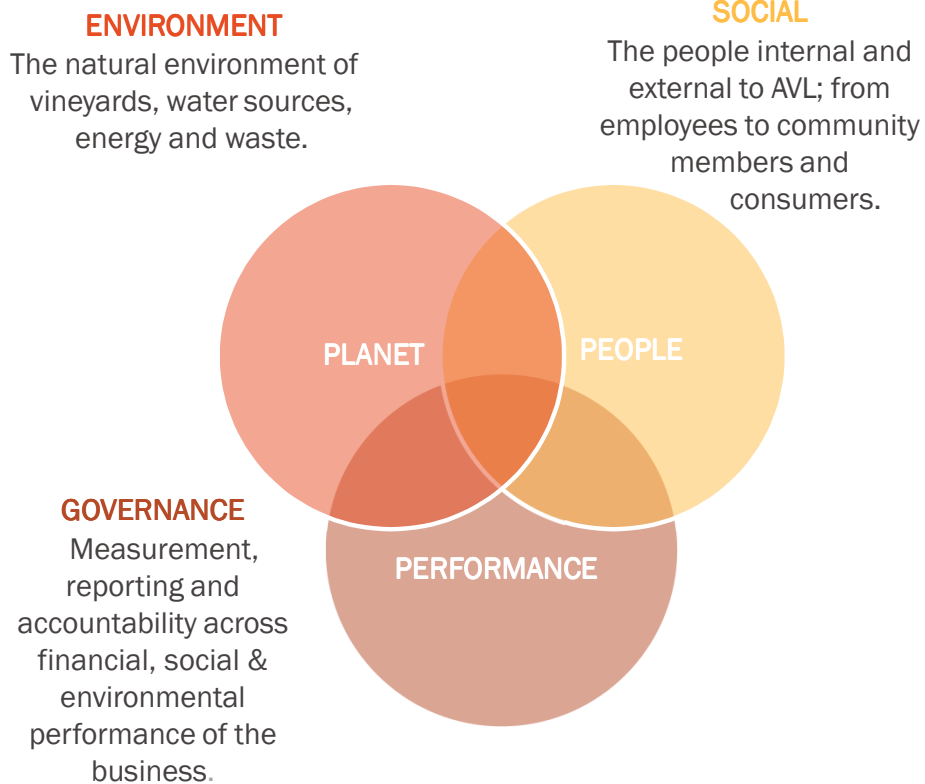 ENVIRONMENT
The natural environment of
vineyards, water sources,
energy and waste.
SOCIAL
The people internal and
external to AVL; from
employees to community
members and
consumers.
PLANET
PEOPLE
GOVERNANCE
Measurement,
reporting and
accountability across
financial, social &
environmental
performance of the
business.
PERFORMANCE